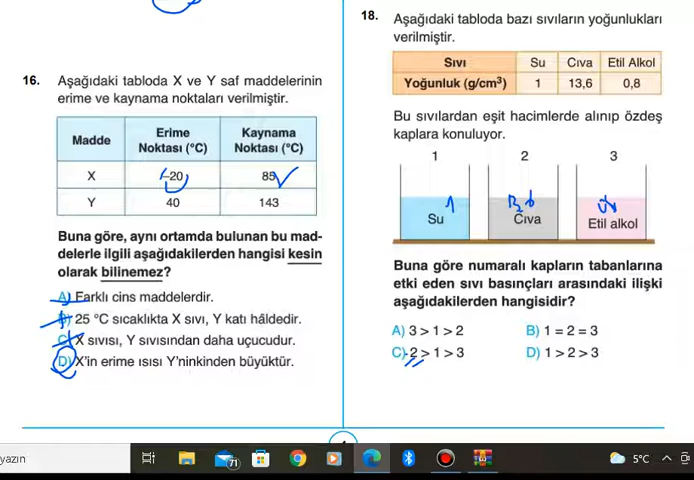 16. Aşağıdaki tabloda X ve Y saf maddelerinin
erime ve kaynama noktaları verilmiştir.
Madde Erime Noktası (°C) Kaynama Noktası (°C)
X -20 85
Y 40 143
Buna göre, aynı ortamda bulunan bu mad-
delerle ilgili aşağıdakilerden hangisi kesin
olarak bilinemez?
A) Farklı cins maddelerdir.
B) 25 °C sıcaklıkta X sıvı, Y katı hâldedir.
C) X sıvısı, Y sıvısından daha uçucudur.
D) X'in erime ısısı Y'ninkinden büyüktür.
18. Aşağıdaki tabloda bazı sıvıların yoğunlukları
verilmiştir.
Sıvı Su Cıva Etil Alkol
Yoğunluk (g/cm³) 1 13,6 0,8
Bu sıvılardan eşit hacimlerde alınıp özdeş
kaplara konuluyor.
1 2 3
Su Cıva Etil alkol
Buna göre numaralı kapların tabanlarına
etki eden sıvı basınçları arasındaki ilişki
aşağıdakilerden hangisidir?
A) 3 > 1 > 2 B) 1 = 2 = 3
C) 2 > 1 > 3 D) 1 > 2 > 3
yazın 71 5°C